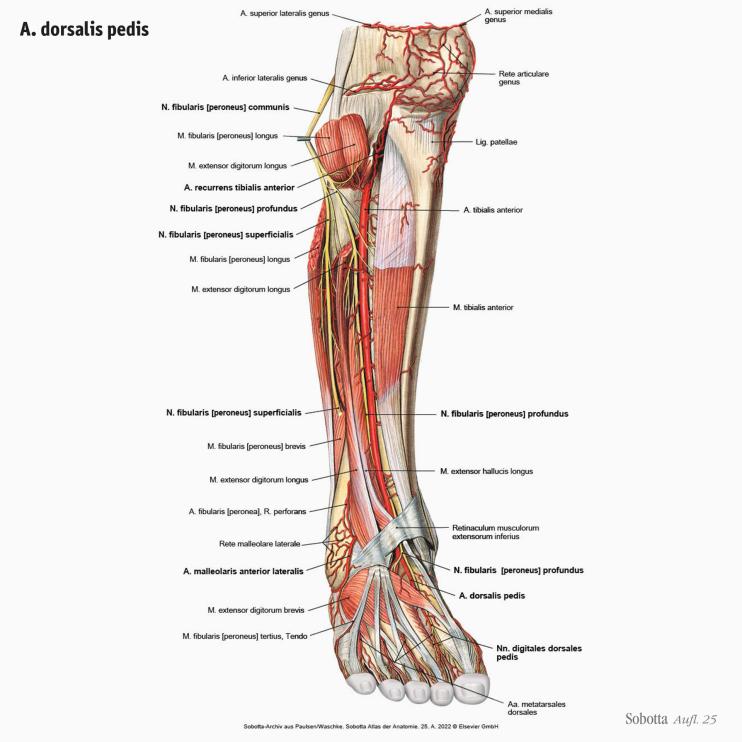 A. dorsalis pedis
A. superior lateralis genus
A. superior medialis
genus
A. inferior lateralis genus
Rete articulare
genus
N. fibularis [peroneus] communis
M. fibularis [peroneus] longus
Lig. patellae
M. extensor digitorum longus
A. recurrens tibialis anterior
N. fibularis [peroneus] profundus
A. tibialis anterior
N. fibularis [peroneus] superficialis
M. fibularis [peroneus] longus
M. extensor digitorum longus
M. tibialis anterior
N. fibularis [peroneus] superficialis
N. fibularis [peroneus] profundus
M. fibularis [peroneus] brevis
M. extensor digitorum longus
M. extensor hallucis longus
A. fibularis [peronea], R. perforans
Retinaculum musculorum
extensorum inferius
Rete malleolare laterale
A. malleolaris anterior lateralis
N. fibularis [peroneus] profundus
A. dorsalis pedis
M. extensor digitorum brevis
M. fibularis [peroneus] tertius, Tendo
Nn. digitales dorsales
pedis
Aa. metatarsales
dorsales
Sobotta Aufl. 25
Sobotta-Archiv aus Paulsen/Waschke, Sobotta Atlas der Anatomie. 25. A. 2022 © Elsevier GmbH